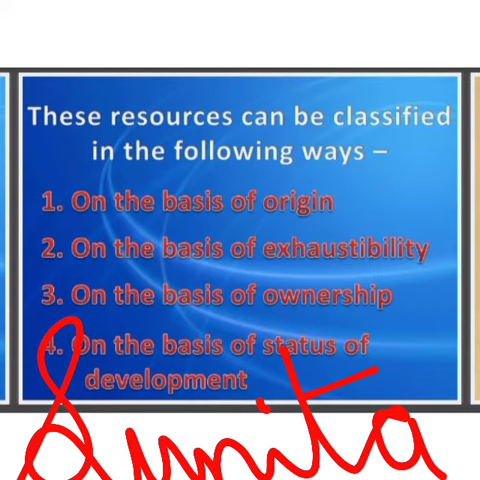 These resources can be classified
in the following ways –
1. On the basis of origin
2. On the basis of exhaustibility
3. On the basis of ownership
4. On the basis of status of
development
Sunita